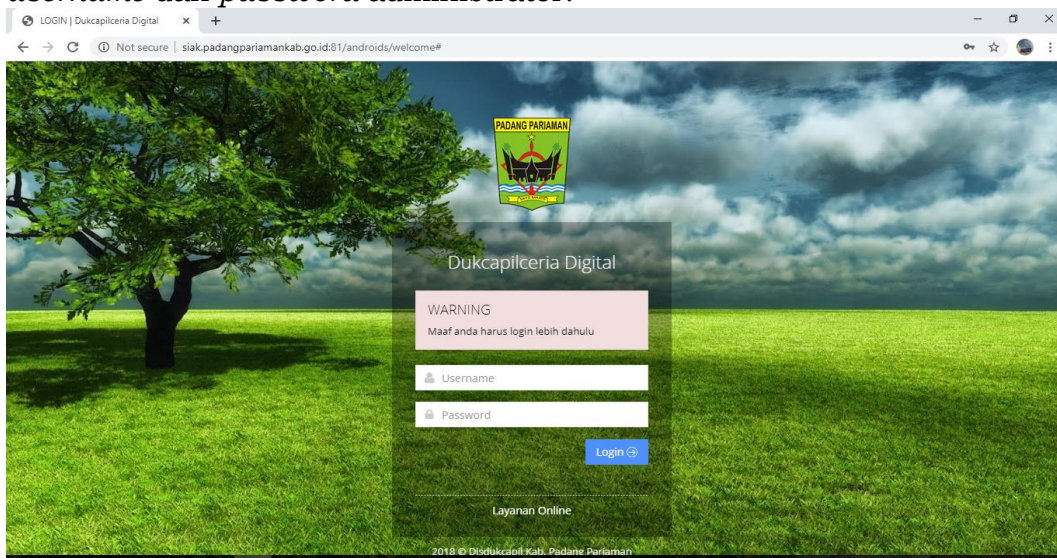 username dan password administrator.
LOGIN | Dukcapilceria Digital
Not secure | siak.padangpariamankab.go.id:81/androids/welcome#
PADANG PARIAMAN
Dukcapilceria Digital
WARNING
Maaf anda harus login lebih dahulu
Username
Password
Login
Layanan Online
2018 © Disdukcapil Kab. Padang Pariaman